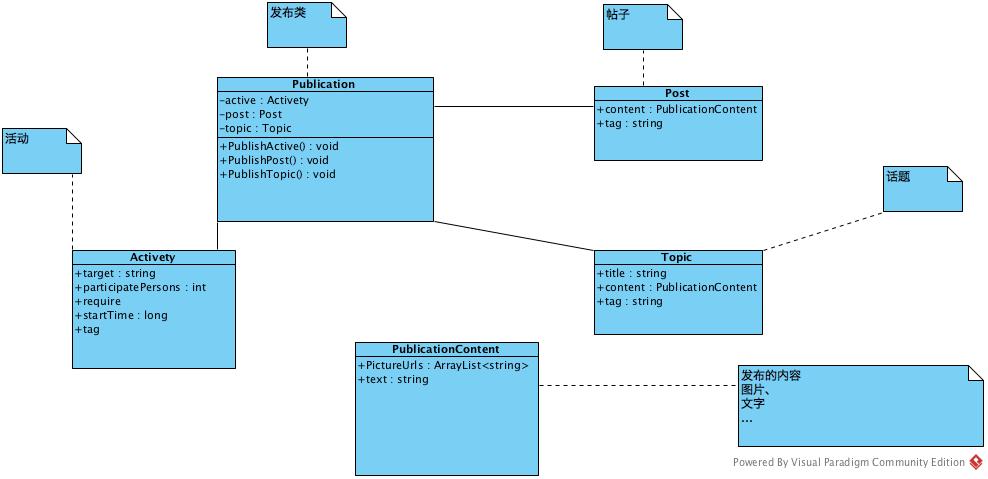 发布类
帖子
Publication
-active : Activety
-post : Post
-topic : Topic
+PublishActive() : void
+PublishPost() : void
+PublishTopic() : void
Post
+content : PublicationContent
+tag : string
活动
话题
Activety
+target : string
+participatePersons : int
+require
+startTime : long
+tag
Topic
+title : string
+content : PublicationContent
+tag : string
PublicationContent
+PictureUrls : ArrayList<string>
+text : string
发布的内容
图片、
文字
...
Powered By Visual Paradigm Community Edition